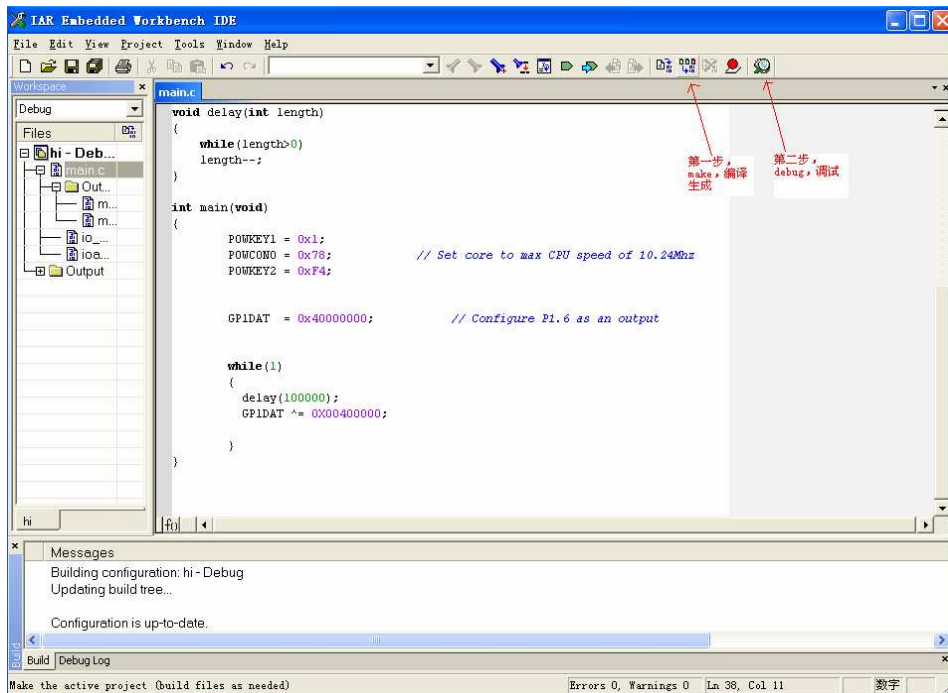 IAR Embedded Workbench IDE
File Edit View Project Tools Window Help
Workspace
Debug
Files
hi - Deb...
main.c
Out...
m...
m...
io_...
ioa...
Output
hi
main.c
void delay(int length)
{
while(length>0)
length--;
}
int main(void)
{
POWKEY1 = 0x1;
POWCON0 = 0x78; // Set core to max CPU speed of 10.24Mhz
POWKEY2 = 0xF4;
GP1DAT = 0x40000000; // Configure P1.6 as an output
while(1)
{
delay(100000);
GP1DAT ^= 0X00400000;
}
}
第一步，
make，编译
生成
第二步，
debug，调试
f()
Messages
Building configuration: hi - Debug
Updating build tree...
Configuration is up-to-date.
Build
Build Debug Log
Make the active project (build files as needed) Errors 0, Warnings 0 Ln 38, Col 11 数字